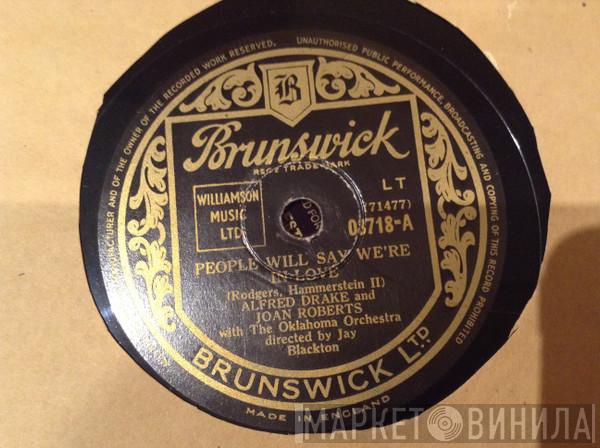 MANUFACTURER AND OF THE OWNER OF THE RECORDED WORK RESERVED. UNAUTHORISED PUBLIC PERFORMANCE, BROADCASTING AND COPYING OF THIS RECORD PROHIBITED
B
Brunswick
REGD TRADE MARK
WILLIAMSON
MUSIC
LTD
LT
(71477)
03718-A
PEOPLE WILL SAY WE'RE
IN LOVE
(Rodgers, Hammerstein II)
ALFRED DRAKE and
JOAN ROBERTS
with The Oklahoma Orchestra
directed by Jay
Blackton
BRUNSWICK LTD.
MADE IN ENGLAND
МАРКЕТ ВИНИЛА